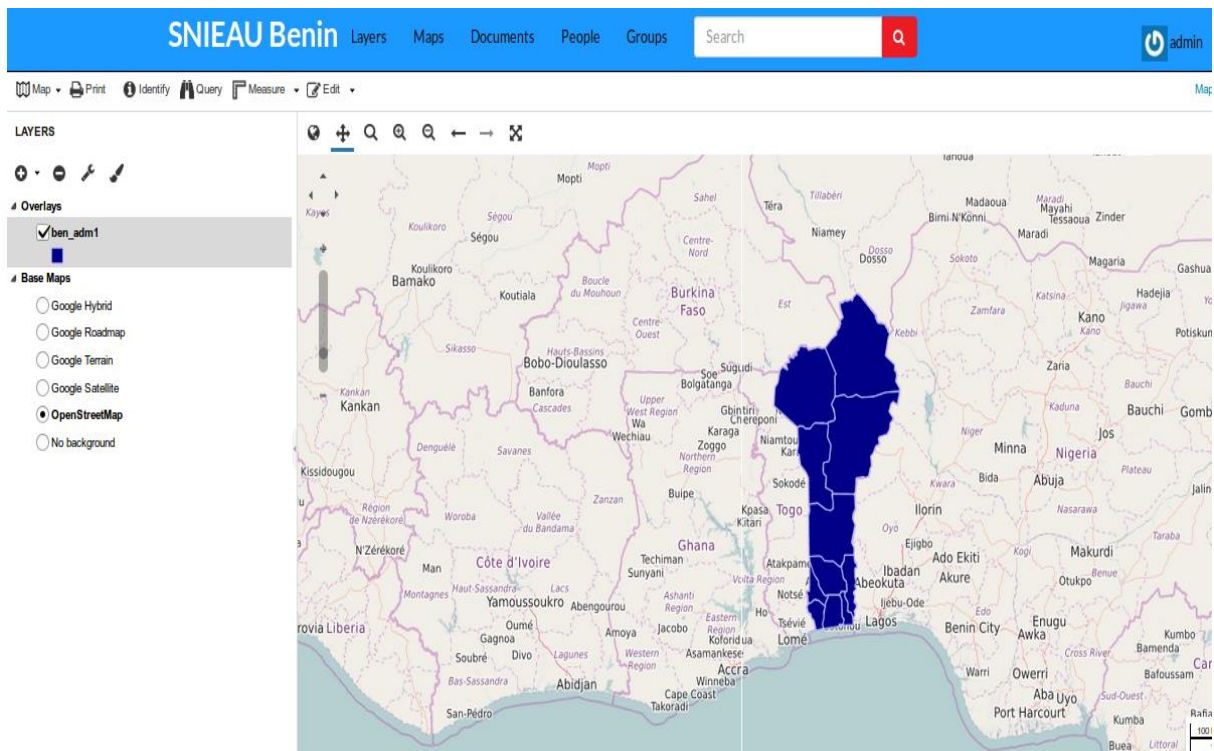 SNIEAU Benin Layers Maps Documents People Groups Search admin
Map Print Identify Query Measure Edit Map
LAYERS
Overlays
ben_adm1
Base Maps
Google Hybrid
Google Roadmap
Google Terrain
Google Satellite
OpenStreetMap
No background
Mopti
Mopti
Sahel
Téra
Tillabéri
Niamey
Dosso
Dosso
Madaoua
Birni N'Konni
Maradi
Mayahi
Tessaoua
Zinder
Maradi
Magaria
Gashua
Sokoto
Katsina
Jigawa
Hadejia
Kayes
Koulikoro
Ségou
Ségou
Centre-
Nord
Koulikoro
Bamako
Koutiala
Boucle
du Mouhoun
Burkina
Faso
Est
Zamfara
Kano
Kano
Potiskum
Kebbi
Centre
Ouest
Sikasso
Hauts-Bassins
Bobo-Dioulasso
Soe
Sugudi
Bolgatanga
Zaria
Bauchi
Kankan
Kankan
Banfora
Cascades
Upper
West Region
Wa
Wechiau
Gbintiri
Chereponi
Karaga
Zoggo
Northern
Region
Niamtou
Kar
Kaduna
Bauchi
Gomb
Jos
Niger
Minna
Nigeria
Denguélé
Savanes
Kissidougou
Sokodé
Bida
Abuja
Plateau
Kwara
Jalin
Région
de Nzérékoré
Woroba
Vallée
du Bandama
Zanzan
Buipe
Kpasa
Kitari
Togo
Ilorin
Nasarawa
Oyo
Taraba
N'Zérékoré
Man
Côte d'Ivoire
Ghana
Techiman
Sunyani
Atakpamé
Ejigbo
Ado Ekiti
Kogi
Makurdi
Volta Region
Ibadan
Abeokuta
Akure
Otukpo
Benue
Montagnes
Haut-Sassandra
Lacs
Yamoussoukro
Abengourou
Ashanti
Region
Notsé
Ijebu-Ode
Edo
rovia
Liberia
Oumé
Gagnoa
Amoya
Jacobo
Eastern
Region
Koforidua
Ho
Tsévié
Lomé
Lagos
Benin City
Enugu
Awka
Kumbo
Soubré
Divo
Lagunes
Western
Region
Asamankese
Accra
Cross River
Bamenda
Warri
Owerri
Bafoussam
Bas-Sassandra
Abidjan
Winneba
Cape Coast
Takoradi
Aba
Uyo
Sud-Ouest
San-Pédro
Port Harcourt
Kumba
Buea
Littoral
100